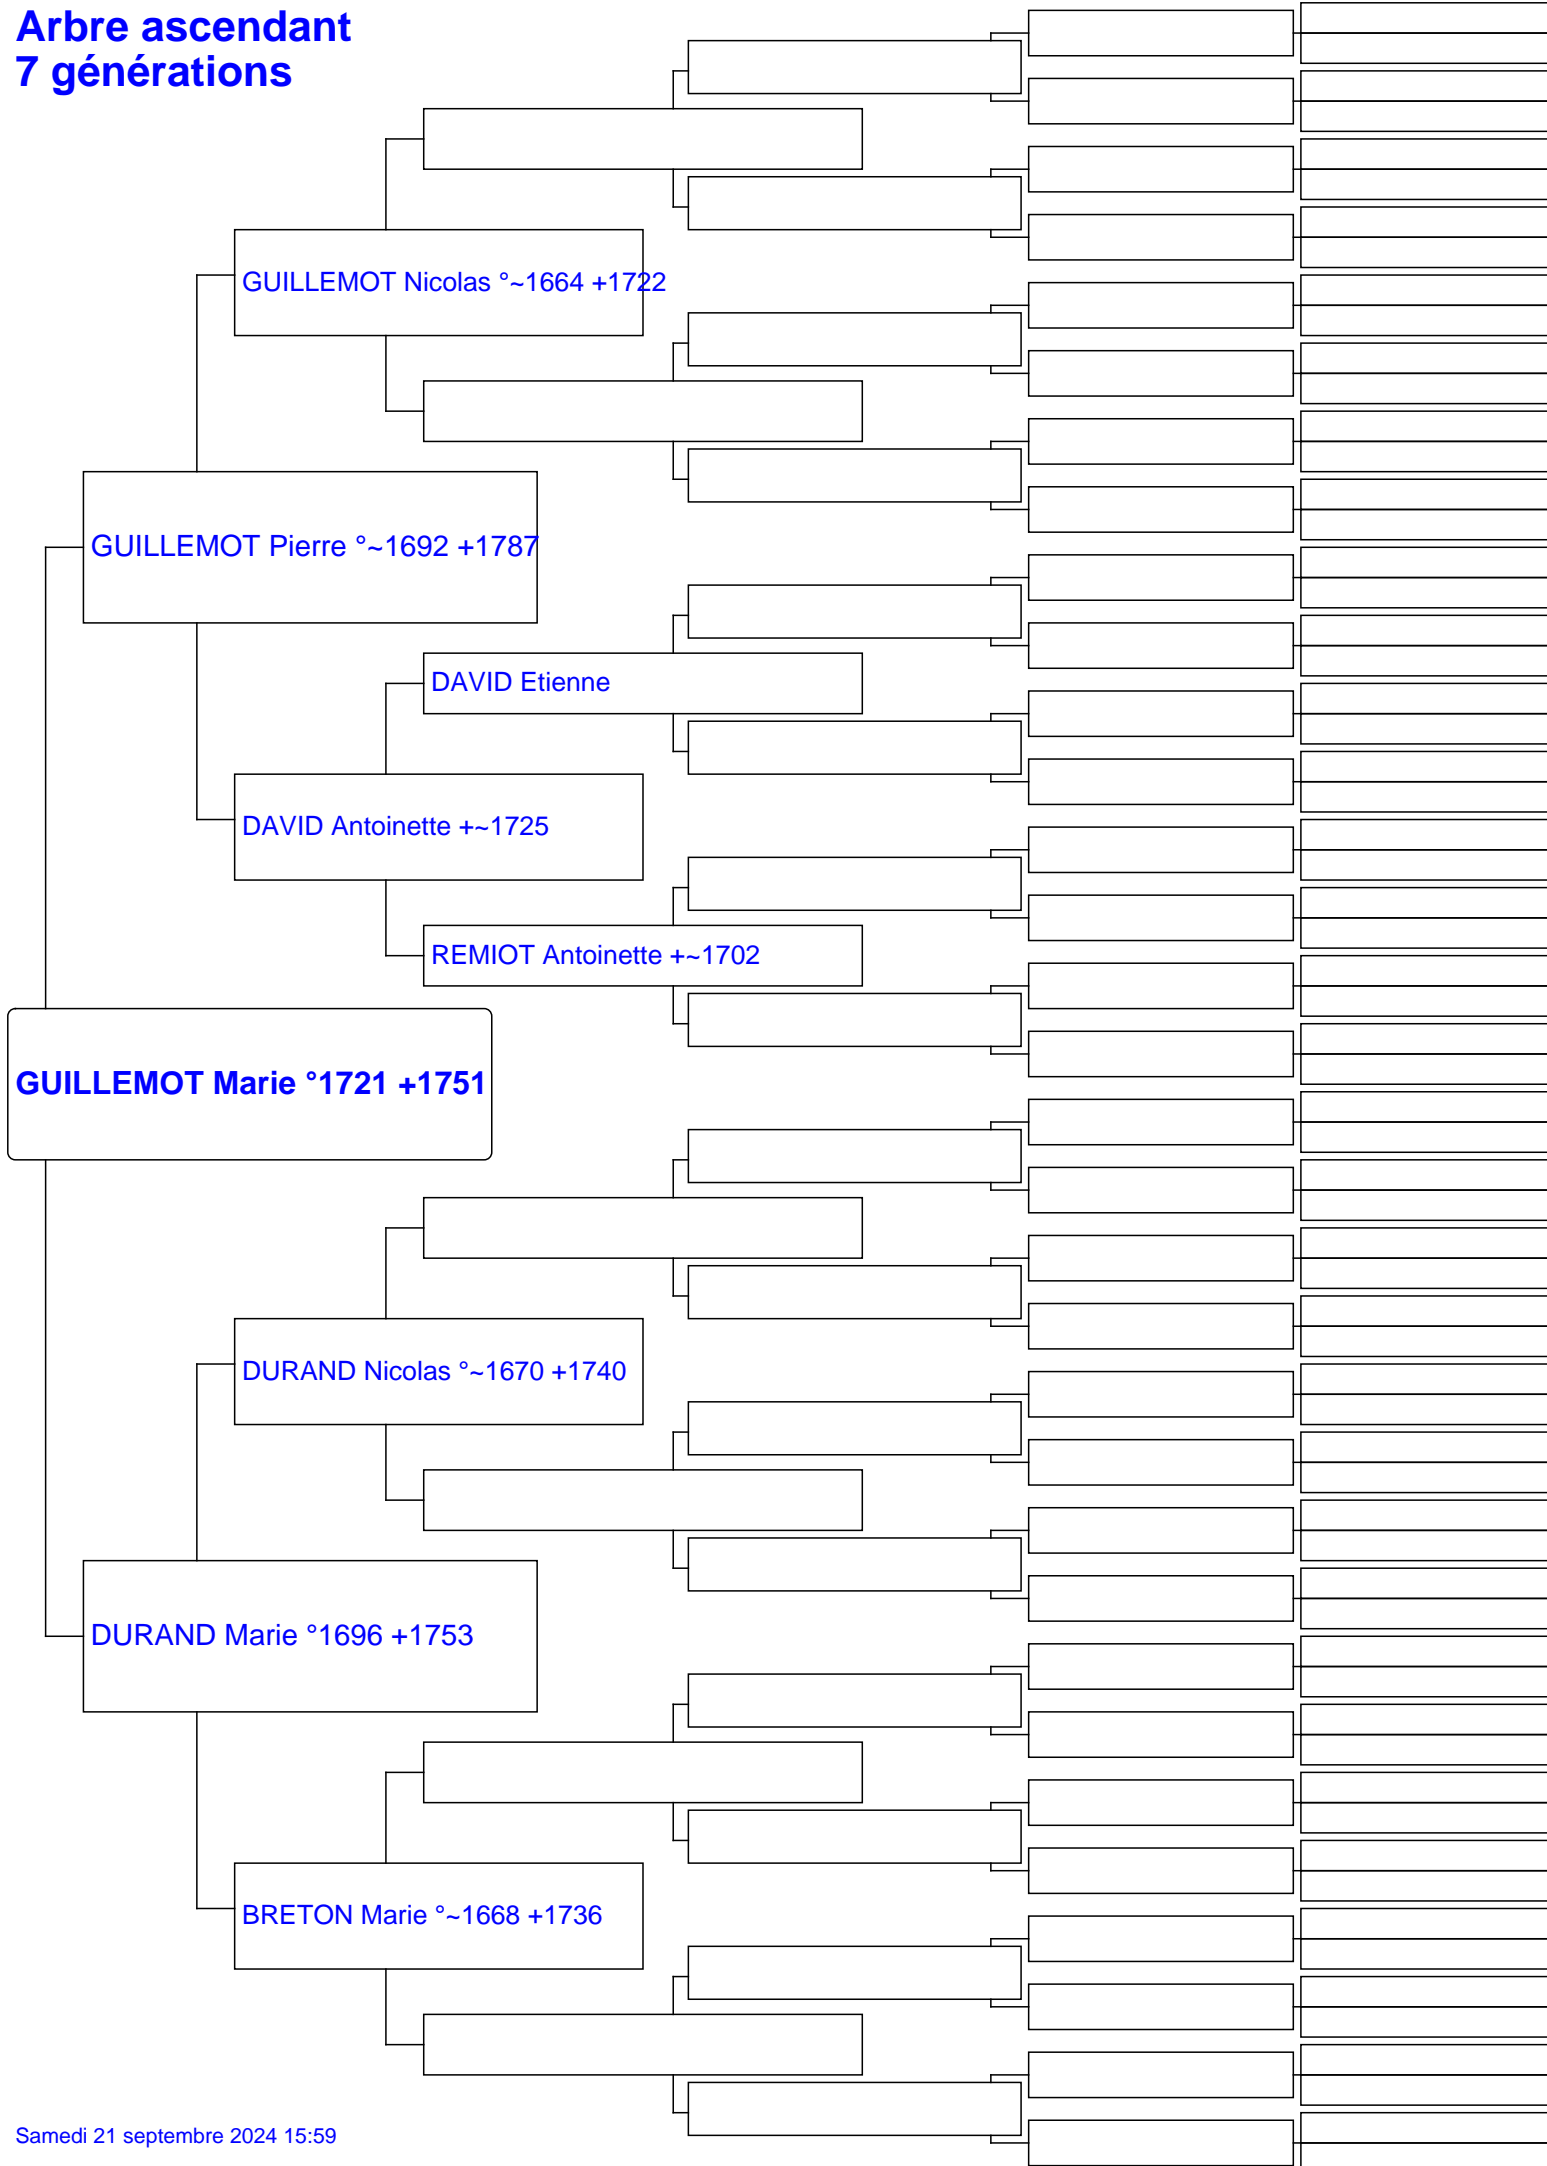 Arbre ascendant
7 générations
GUILLEMOT Nicolas °~1664 +1722
GUILLEMOT Pierre °~1692 +1787
DAVID Etienne
DAVID Antoinette +~1725
REMIOT Antoinette +~1702
GUILLEMOT Marie °1721 +1751
DURAND Nicolas °~1670 +1740
DURAND Marie °1696 +1753
BRETON Marie °~1668 +1736
Samedi 21 septembre 2024 15:59